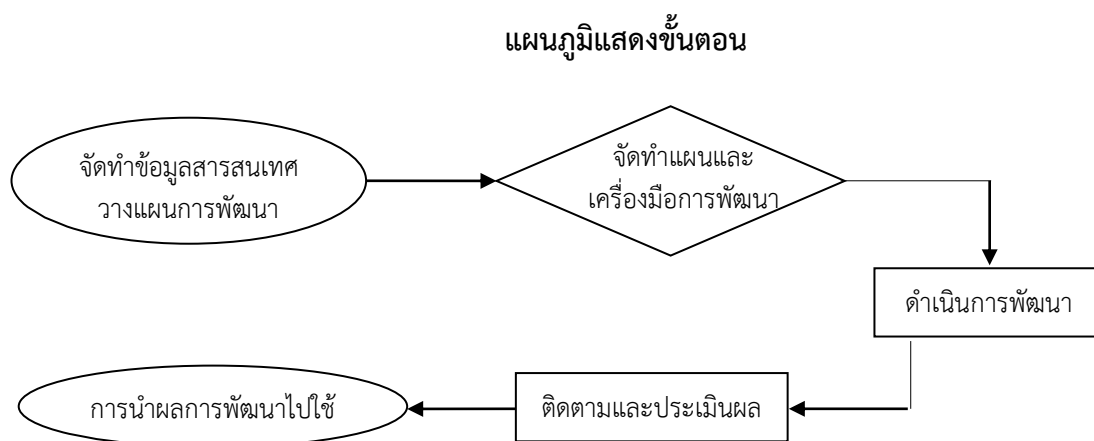 แผนภูมิแสดงขั้นตอน
จัดทำข้อมูลสารสนเทศ
วางแผนการพัฒนา
จัดทำแผนและ
เครื่องมือการพัฒนา
ดำเนินการพัฒนา
ติดตามและประเมินผล
การนำผลการพัฒนาไปใช้